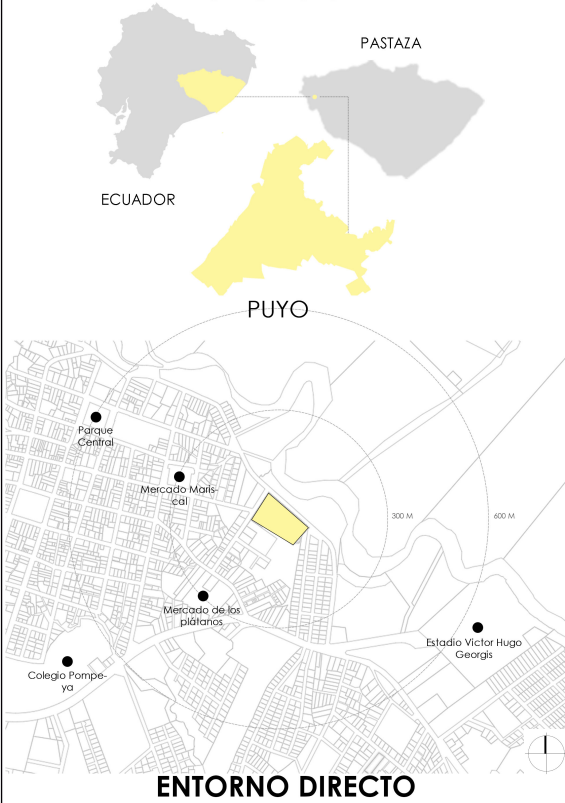 PASTAZA
ECUADOR
PUYO
Parque
Central
Mercado Maris-
cal
300 M
600 M
Mercado de los
plátanos
Estadio Victor Hugo
Georgis
Colegio Pompe-
ya
ENTORNO DIRECTO